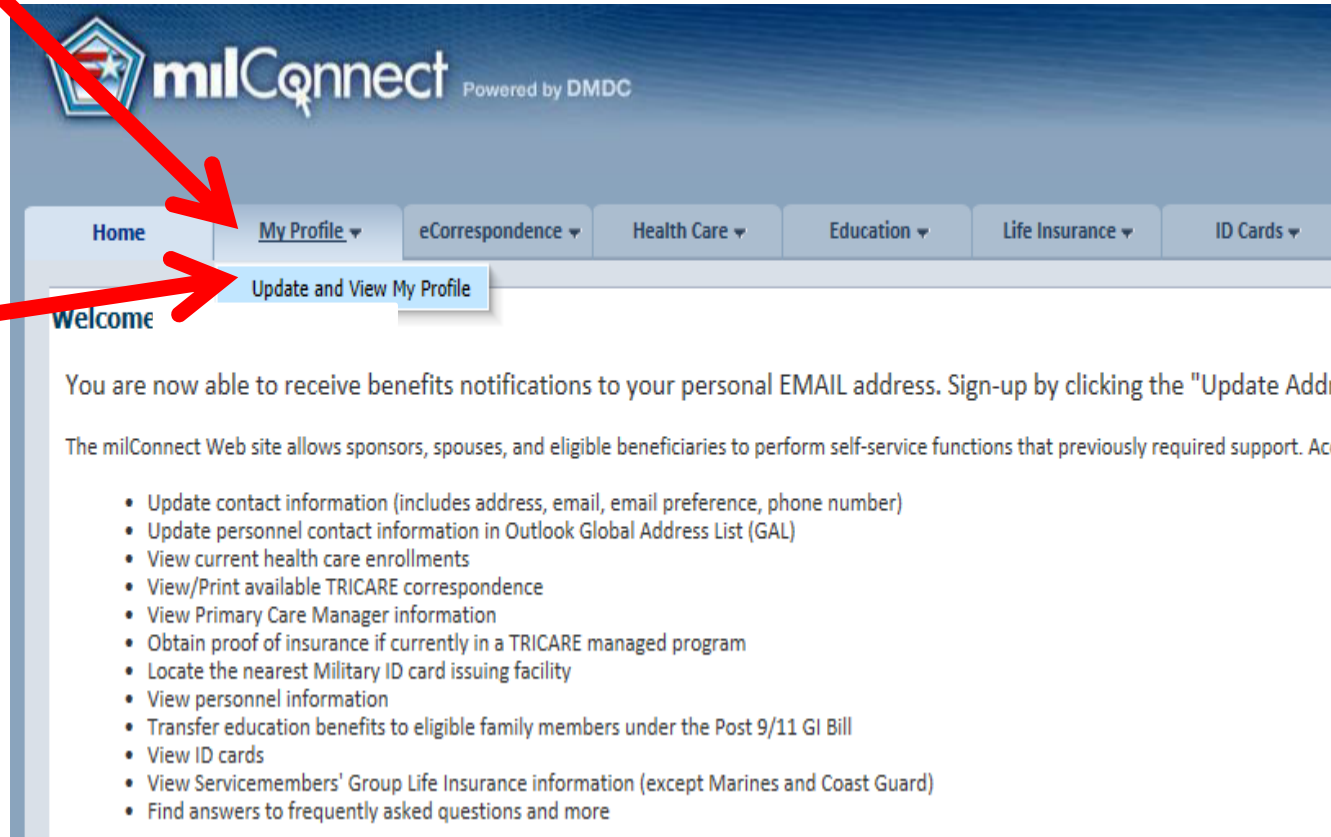 milConnect Powered by DMDC
Home My Profile eCorrespondence Health Care Education Life Insurance ID Cards
Update and View My Profile
Welcome
You are now able to receive benefits notifications to your personal EMAIL address. Sign-up by clicking the "Update
The milConnect Web site allows sponsors, spouses, and eligible beneficiaries to perform self-service functions that previously required support.
• Update contact information (includes address, email, email preference, phone number)
• Update personnel contact information in Outlook Global Address List (GAL)
• View current health care enrollments
• View/Print available TRICARE correspondence
• View Primary Care Manager information
• Obtain proof of insurance if currently in a TRICARE managed program
• Locate the nearest Military ID card issuing facility
• View personnel information
• Transfer education benefits to eligible family members under the Post 9/11 GI Bill
• View ID cards
• View Servicemembers' Group Life Insurance information (except Marines and Coast Guard)
• Find answers to frequently asked questions and more